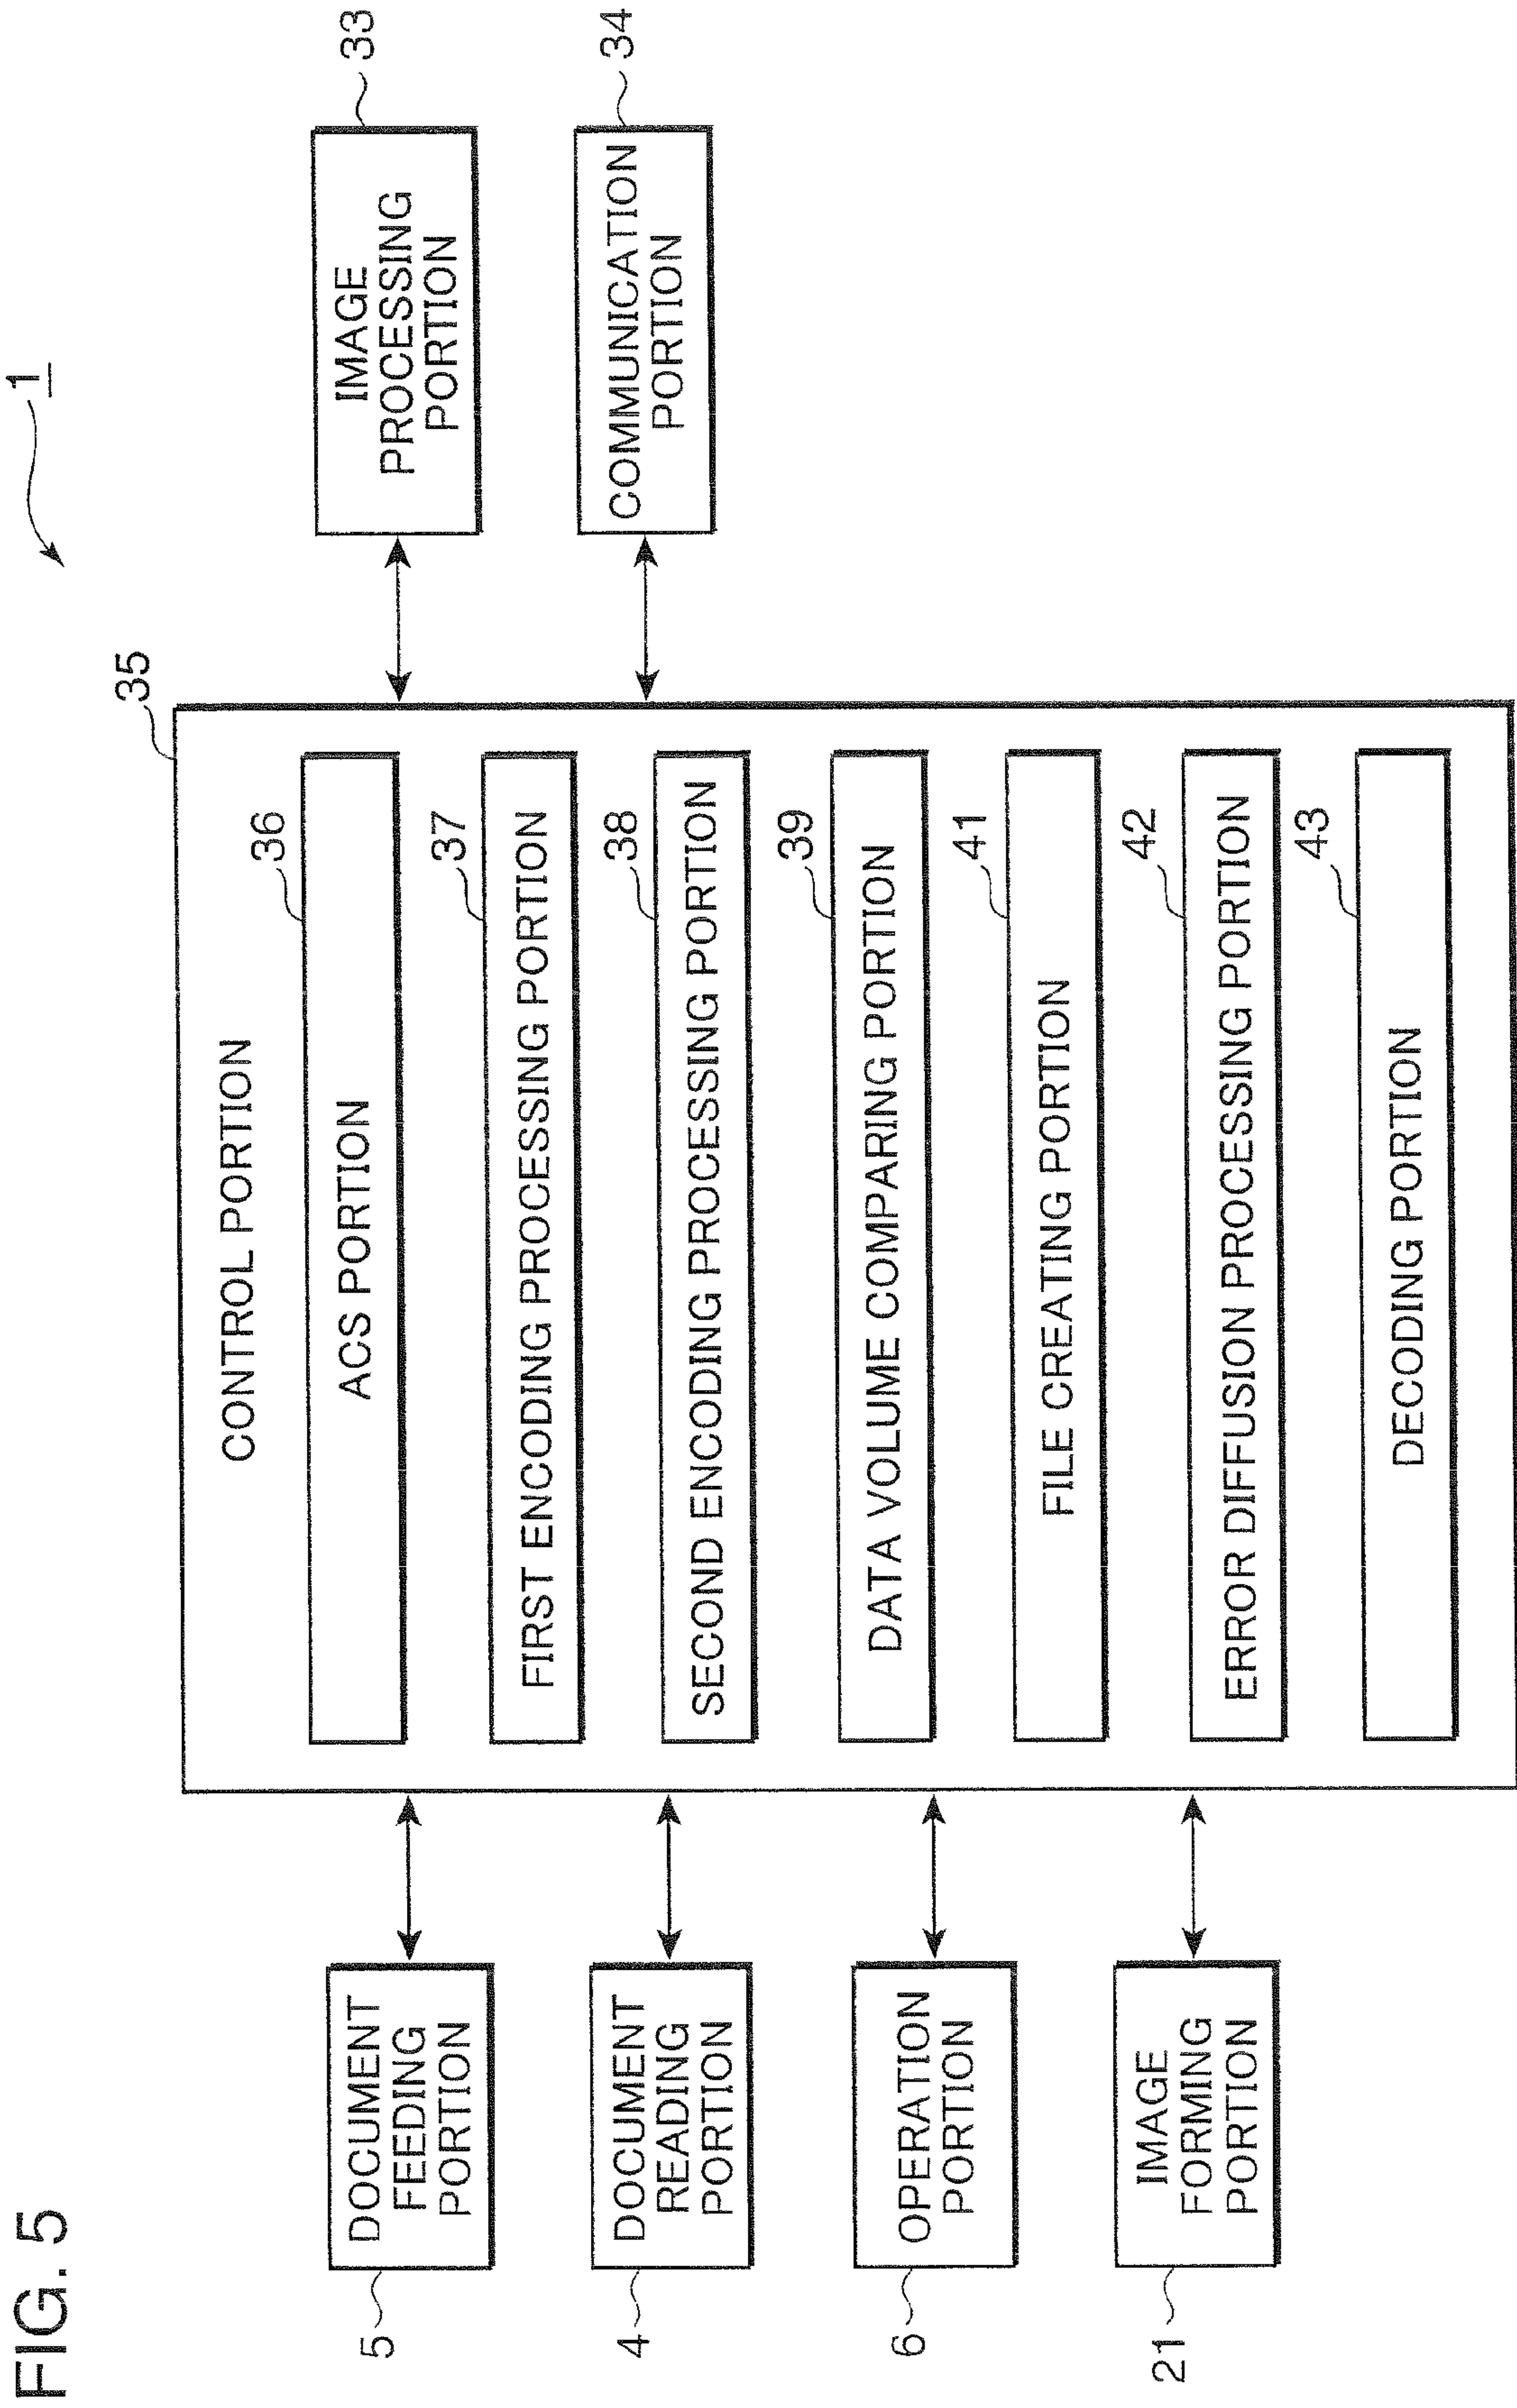 FIG. 5
1
35
CONTROL PORTION
36
ACS PORTION
37
FIRST ENCODING PROCESSING PORTION
38
SECOND ENCODING PROCESSING PORTION
39
DATA VOLUME COMPARING PORTION
41
FILE CREATING PORTION
42
ERROR DIFFUSION PROCESSING PORTION
43
DECODING PORTION
5
DOCUMENT
FEEDING
PORTION
4
DOCUMENT
READING
PORTION
6
OPERATION
PORTION
21
IMAGE
FORMING
PORTION
33
IMAGE
PROCESSING
PORTION
34
COMMUNICATION
PORTION